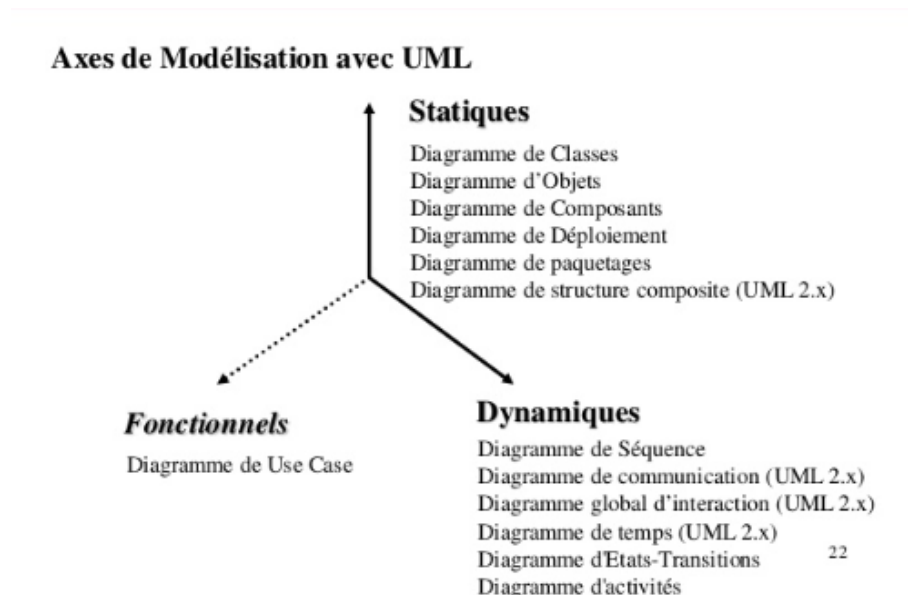 Axes de Modélisation avec UML
Statiques
Diagramme de Classes
Diagramme d'Objets
Diagramme de Composants
Diagramme de Déploiement
Diagramme de paquetages
Diagramme de structure composite (UML 2.x)
Fonctionnels
Diagramme de Use Case
Dynamiques
Diagramme de Séquence
Diagramme de communication (UML 2.x)
Diagramme global d'interaction (UML 2.x)
Diagramme de temps (UML 2.x)
Diagramme d'Etats-Transitions
Diagramme d'activités
22